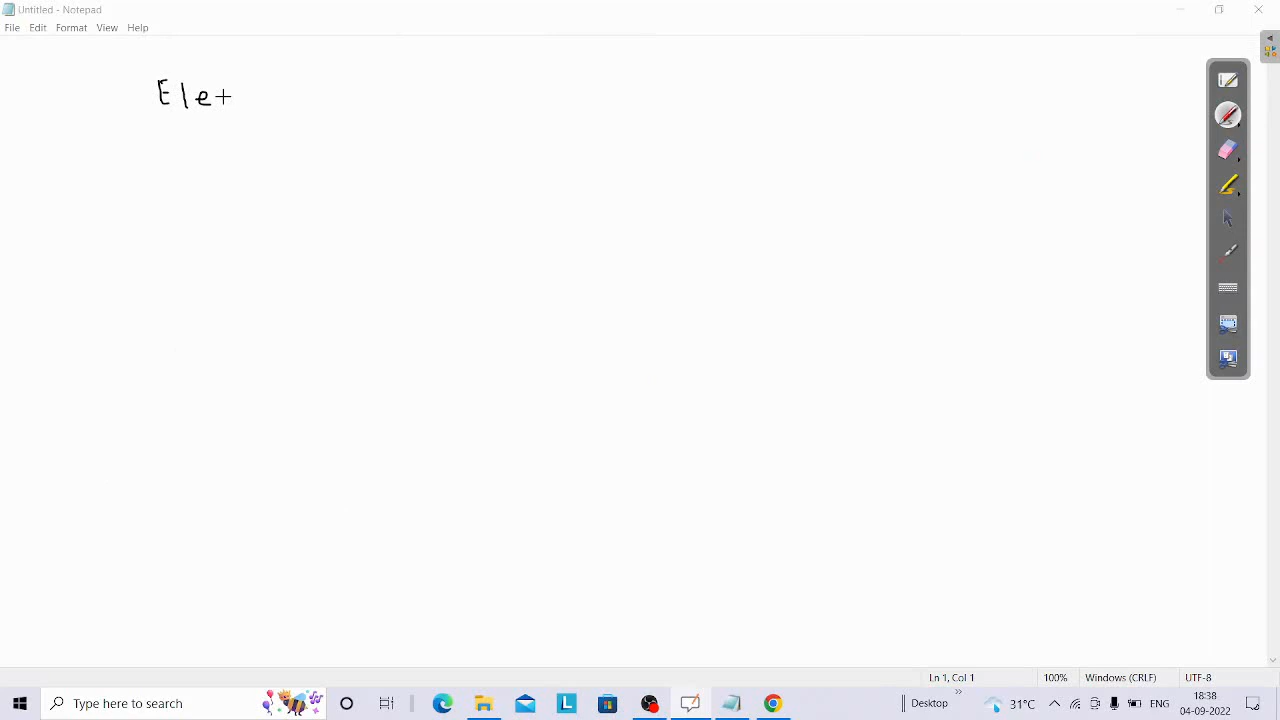 Untitled - Notepad
File Edit Format View Help
Ele
Ln 1, Col 1 100% Windows (CRLF) UTF-8
Type here to search L Desktop » 31°C ENG 18:38
04-09-2022